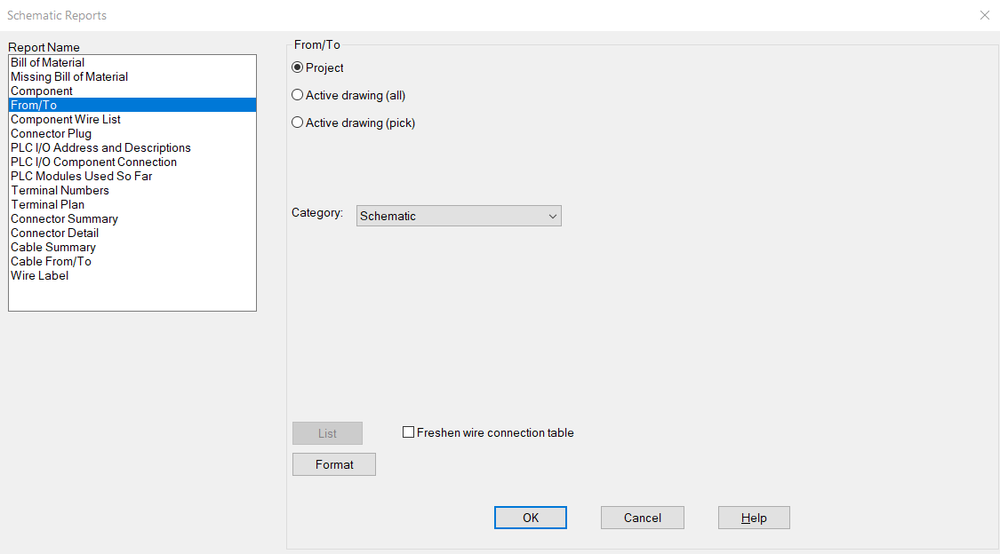 Schematic Reports
Report Name
Bill of Material
Missing Bill of Material
Component
From/To
Component Wire List
Connector Plug
PLC I/O Address and Descriptions
PLC I/O Component Connection
PLC Modules Used So Far
Terminal Numbers
Terminal Plan
Connector Summary
Connector Detail
Cable Summary
Cable From/To
Wire Label
From/To
Project
Active drawing (all)
Active drawing (pick)
Category: Schematic
List Freshen wire connection table
Format
OK Cancel Help